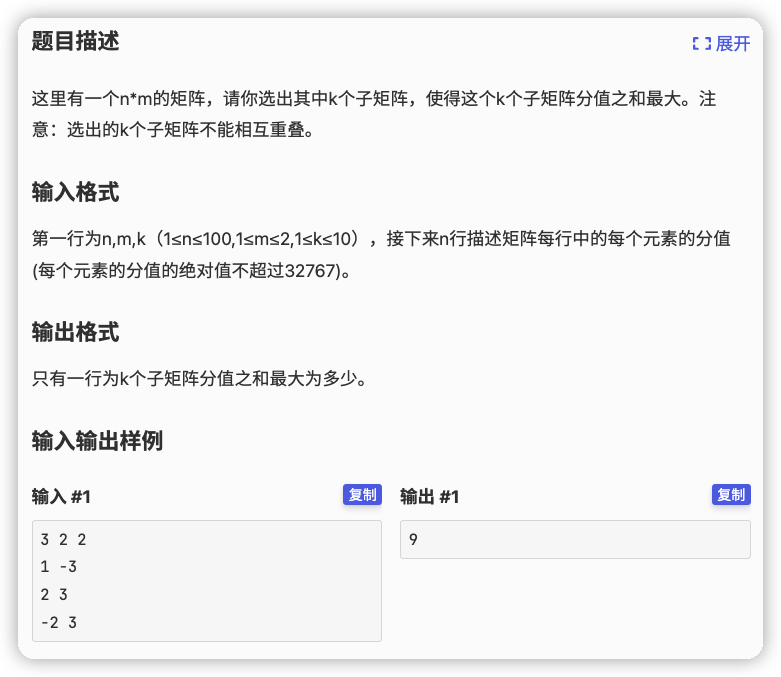 题目描述
展开
这里有一个n*m的矩阵，请你选出其中k个子矩阵，使得这个k个子矩阵分值之和最大。注
意：选出的k个子矩阵不能相互重叠。
输入格式
第一行为n,m,k（1≤n≤100,1≤m≤2,1≤k≤10），接下来n行描述矩阵每行中的每个元素的分值
(每个元素的分值的绝对值不超过32767)。
输出格式
只有一行为k个子矩阵分值之和最大为多少。
输入输出样例
输入 #1
复制
3 2 2
1 -3
2 3
-2 3
输出 #1
复制
9